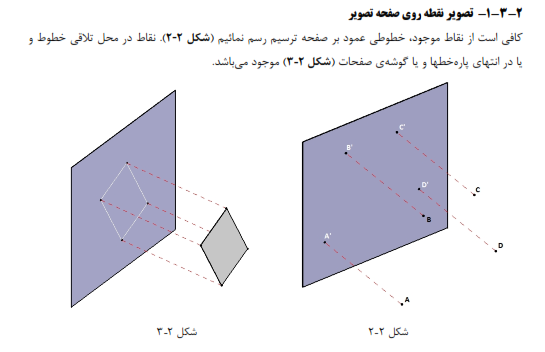 ۲-۳-۱- تصویر نقطه روی صفحه تصویر
کافی است از نقاط موجود، خطوطی عمود بر صفحه ترسیم رسم نمائیم (شکل ۲-۲). نقاط در محل تلاقی خطوط و
یا در انتهای پاره‌خطها و یا گوشه‌ی صفحات (شکل ۲-۳) موجود می‌باشد.
C'
B'
D'
C
B
A'
D
A
شکل ۲-۲
شکل ۲-۳